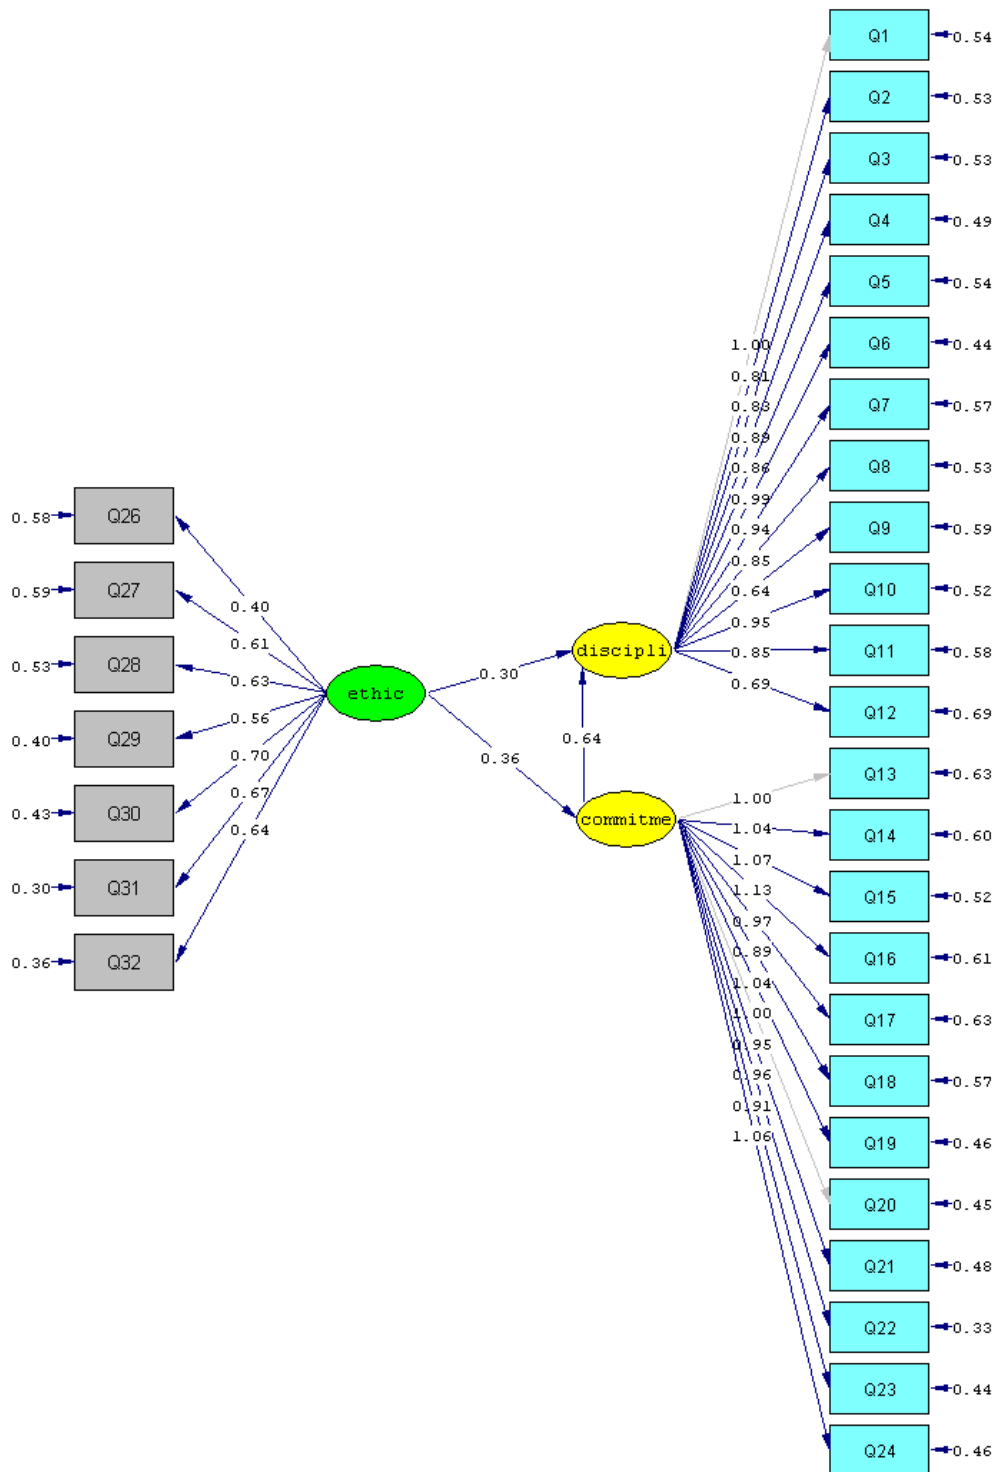 Q1
0.54
Q2
0.53
Q3
0.53
Q4
0.49
Q5
0.54
Q6
0.44
Q7
0.57
Q8
0.53
Q9
0.59
Q10
0.52
Q11
0.58
Q12
0.69
Q13
0.63
Q14
0.60
Q15
0.52
Q16
0.61
Q17
0.63
Q18
0.57
Q19
0.46
Q20
0.45
Q21
0.48
Q22
0.33
Q23
0.44
Q24
0.46
1.00
0.81
0.83
0.89
0.86
0.99
0.94
0.85
0.64
0.95
0.85
0.69
1.00
1.04
1.07
1.13
0.97
0.89
1.04
1.00
0.95
0.96
0.91
1.06
discipli
commitme
0.64
0.30
0.36
ethic
0.40
0.61
0.63
0.56
0.70
0.67
0.64
0.58
Q26
0.59
Q27
0.53
Q28
0.40
Q29
0.43
Q30
0.30
Q31
0.36
Q32